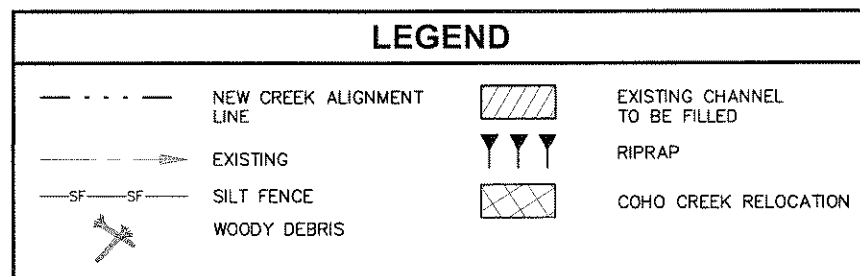 LEGEND
NEW CREEK ALIGNMENT
LINE
EXISTING
SF SF SILT FENCE
WOODY DEBRIS
EXISTING CHANNEL
TO BE FILLED
RIPRAP
COHO CREEK RELOCATION